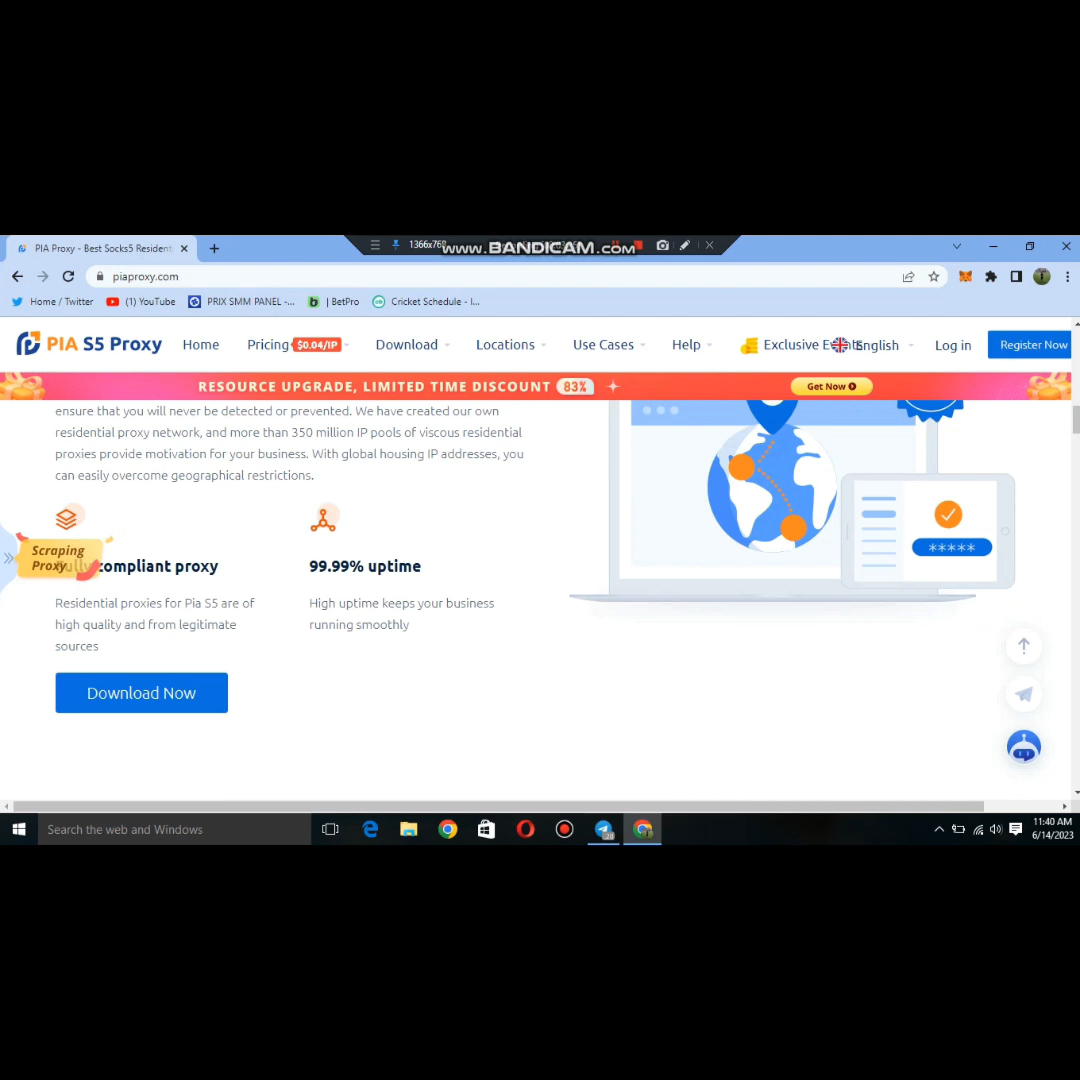 PIA Proxy - Best Socks5 Resident
1366x768
www.BANDICAM.com
piaproxy.com
Home / Twitter
(1) YouTube
PRIX SMM PANEL -...
b | BetPro
Cricket Schedule - I...
PIA S5 Proxy
Home
Pricing $0.04/IP
Download
Locations
Use Cases
Help
Exclusive Events
English
Log in
Register Now
RESOURCE UPGRADE, LIMITED TIME DISCOUNT 83%
Get Now
ensure that you will never be detected or prevented. We have created our own
residential proxy network, and more than 350 million IP pools of viscous residential
proxies provide motivation for your business. With global housing IP addresses, you
can easily overcome geographical restrictions.
Scraping
Proxy
Fully compliant proxy
99.99% uptime
Residential proxies for Pia S5 are of
high quality and from legitimate
sources
High uptime keeps your business
running smoothly
*****
Download Now
Search the web and Windows
11:40 AM
6/14/2023